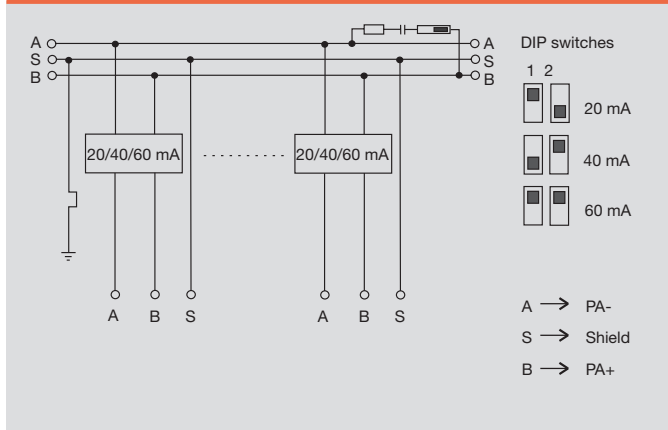 A A
S S
B B
20/40/60 mA 20/40/60 mA
A B S A B S
DIP switches
1 2
20 mA
40 mA
60 mA
A → PA-
S → Shield
B → PA+